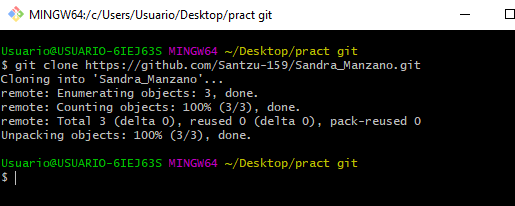 MINGW64:/c/Users/Usuario/Desktop/pract git
Usuario@USUARIO-6IEJ63S MINGW64 ~/Desktop/pract git
$ git clone https://github.com/Santzu-159/Sandra_Manzano.git
Cloning into 'Sandra_Manzano'...
remote: Enumerating objects: 3, done.
remote: Counting objects: 100% (3/3), done.
remote: Total 3 (delta 0), reused 0 (delta 0), pack-reused 0
Unpacking objects: 100% (3/3), done.
Usuario@USUARIO-6IEJ63S MINGW64 ~/Desktop/pract git
$